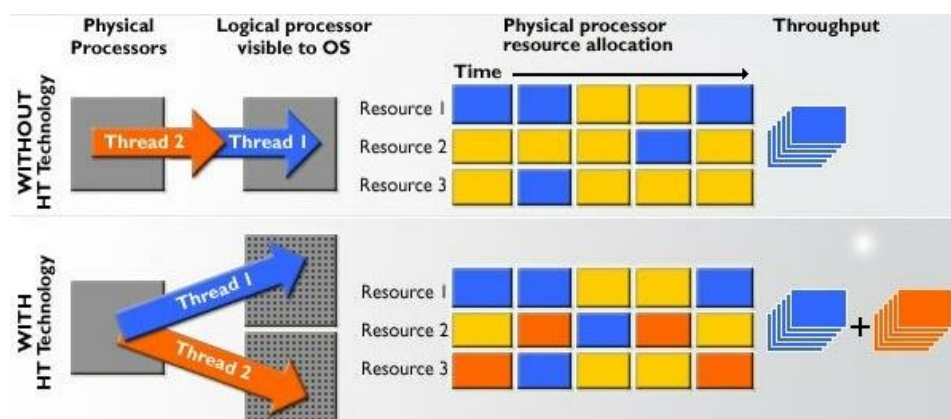 Physical
Processors
Logical processor
visible to OS
Physical processor
resource allocation
Throughput
WITHOUT
HT Technology
Thread 2
Thread 1
Time
Resource 1
Resource 2
Resource 3
WITH
HT Technology
Thread 1
Thread 2
Resource 1
Resource 2
Resource 3
+